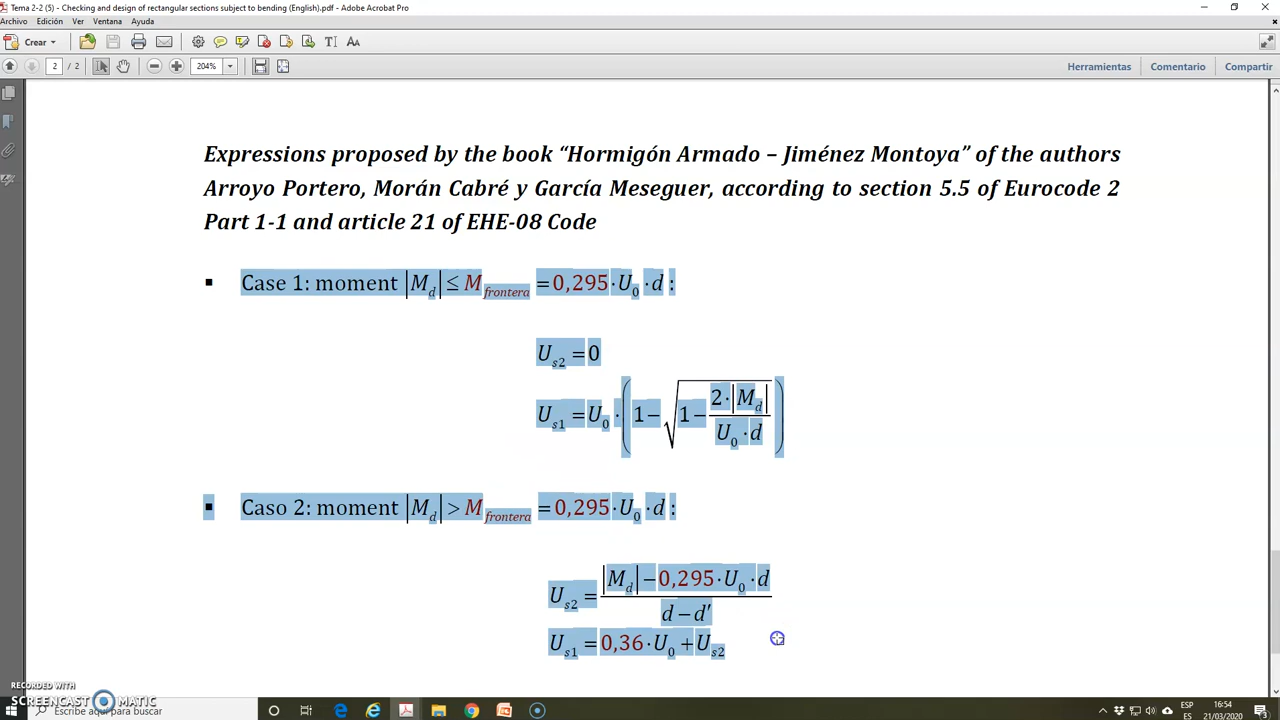 Tema 2-2 (5) - Checking and design of rectangular sections subject to bending (English).pdf - Adobe Acrobat Pro
Archivo Edición Ver Ventana Ayuda
Crear
2 / 2 204% Herramientas Comentario Compartir
Expressions proposed by the book “Hormigón Armado – Jiménez Montoya” of the authors
Arroyo Portero, Morán Cabré y García Meseguer, according to section 5.5 of Eurocode 2
Part 1-1 and article 21 of EHE-08 Code
▪ Case 1: moment |M_d| ≤ M_frontera = 0,295·U_0·d :
U_s2 = 0
U_s1 = U_0·(1−√(1−(2·|M_d|)/(U_0·d)))
▪ Caso 2: moment |M_d| > M_frontera = 0,295·U_0·d :
U_s2 = (|M_d|−0,295·U_0·d)/(d−d′)
U_s1 = 0,36·U_0+U_s2
RECORDED WITH
SCREENCAST MATIC
Escribe aquí para buscar
ESP
ES
16:54
21/03/2020
3